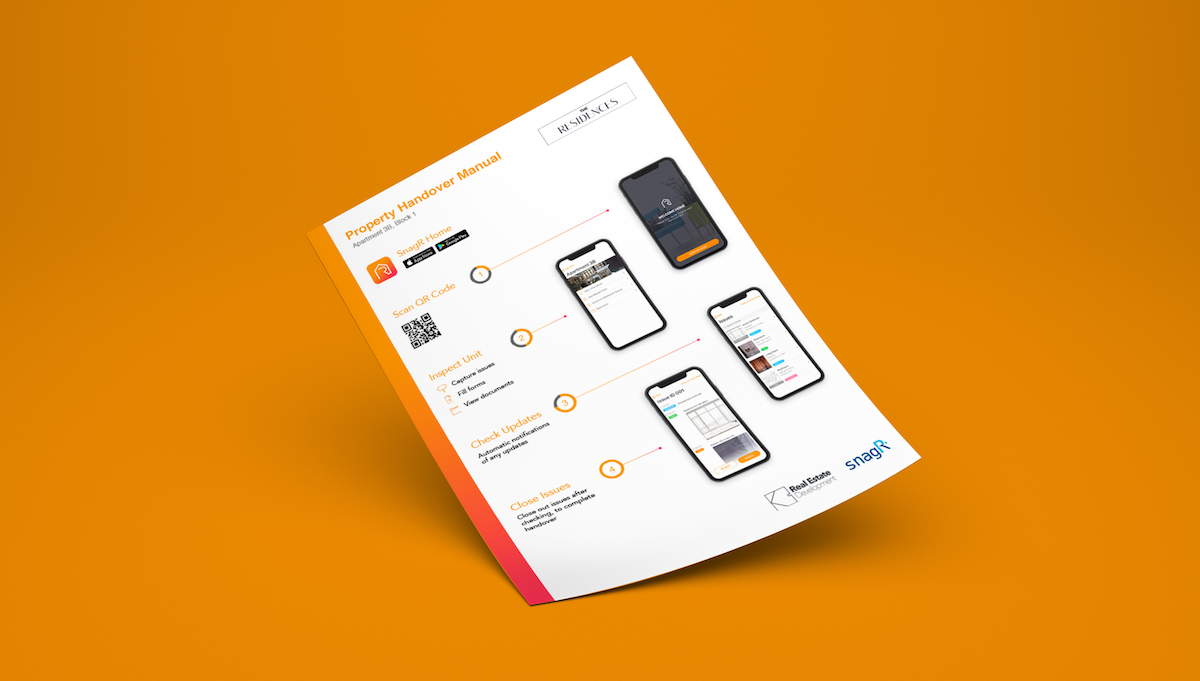 THE
RESIDENCES
Property Handover Manual
Apartment 3B, Block 1
SnagR Home
App Store
Google Play
1
WELCOME HOME
Scan QR Code
2
Apartment 3B
Inspect Unit
Capture issues
Fill forms
View documents
3
Issues
Check Updates
Automatic notifications
of any updates
4
Issue ID 001
Close Issues
Close out issues after
checking, to complete
handover
Real Estate
Development
snagR